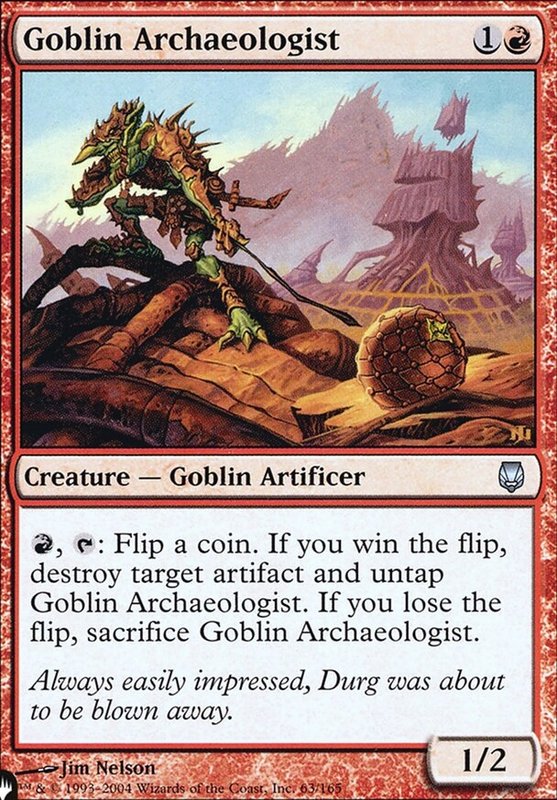 Goblin Archaeologist 1
Creature — Goblin Artificer
, : Flip a coin. If you win the flip,
destroy target artifact and untap
Goblin Archaeologist. If you lose the
flip, sacrifice Goblin Archaeologist.
Always easily impressed, Durg was about
to be blown away.
1/2
Jim Nelson
™ & © 1993–2004 Wizards of the Coast, Inc. 63/165